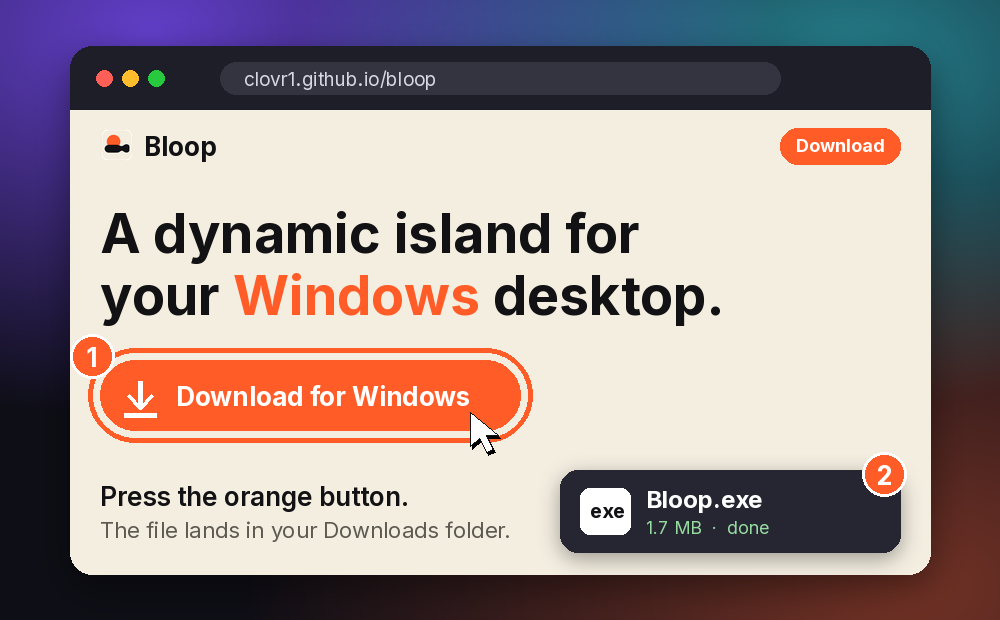 clovr1.github.io/bloop
Bloop
Download
A dynamic island for
your Windows desktop.
1
Download for Windows
Press the orange button.
The file lands in your Downloads folder.
2
exe
Bloop.exe
1.7 MB · done